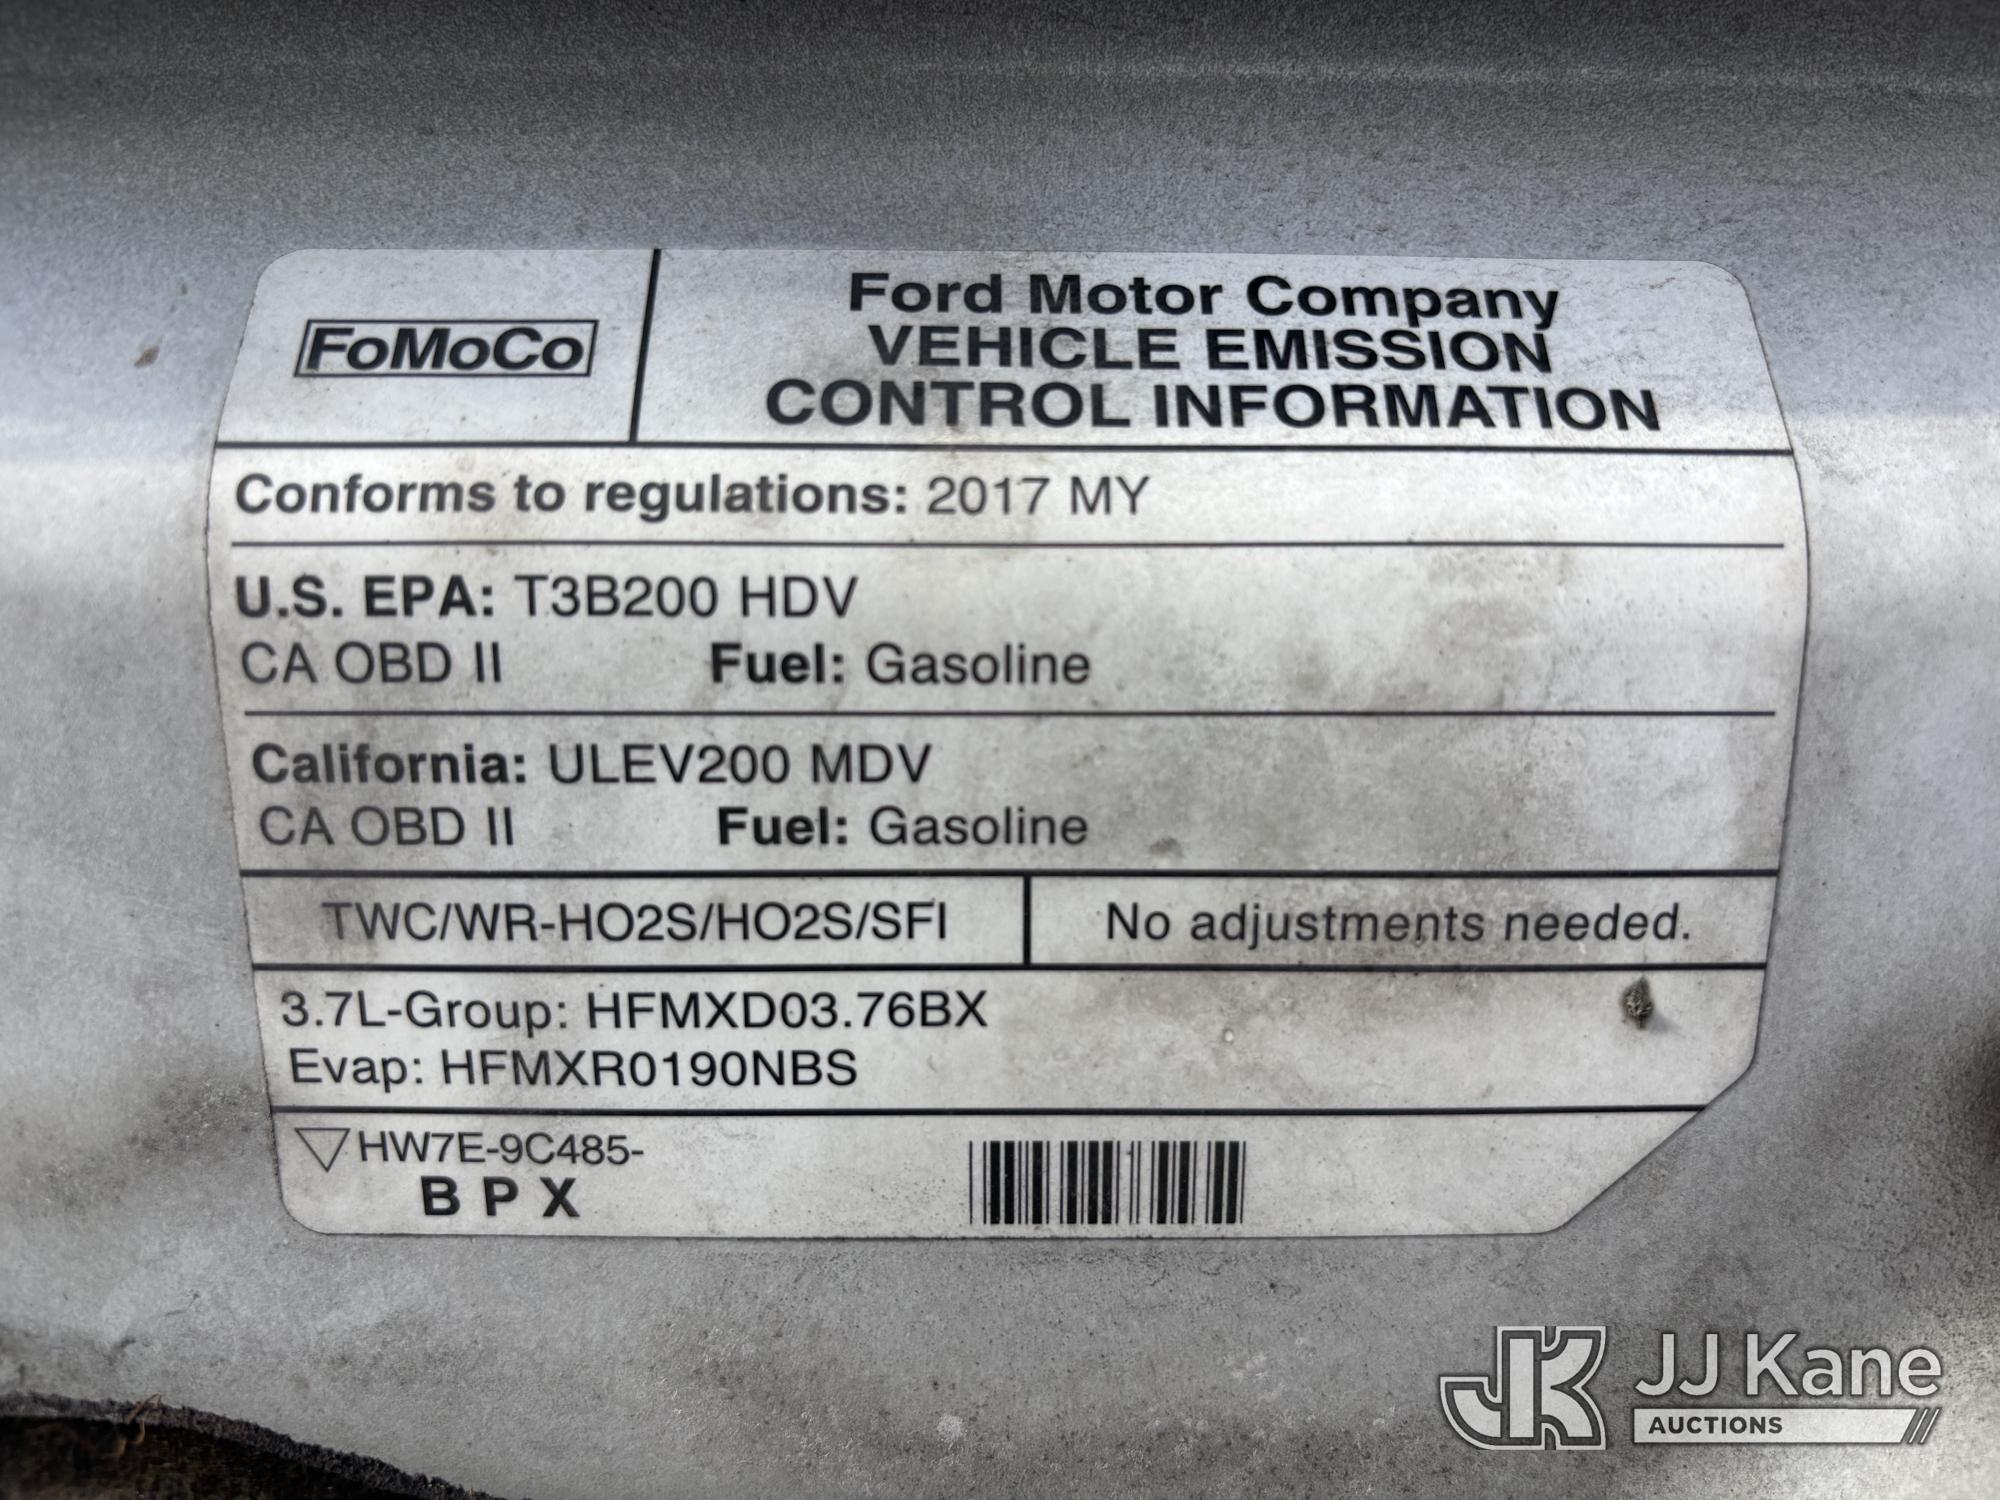 FoMoCo
Ford Motor Company
VEHICLE EMISSION
CONTROL INFORMATION
Conforms to regulations: 2017 MY
U.S. EPA: T3B200 HDV
CA OBD II Fuel: Gasoline
California: ULEV200 MDV
CA OBD II Fuel: Gasoline
TWC/WR-HO2S/HO2S/SFI No adjustments needed.
3.7L-Group: HFMXD03.76BX
Evap: HFMXR0190NBS
HW7E-9C485-
B P X
JK JJ Kane
AUCTIONS